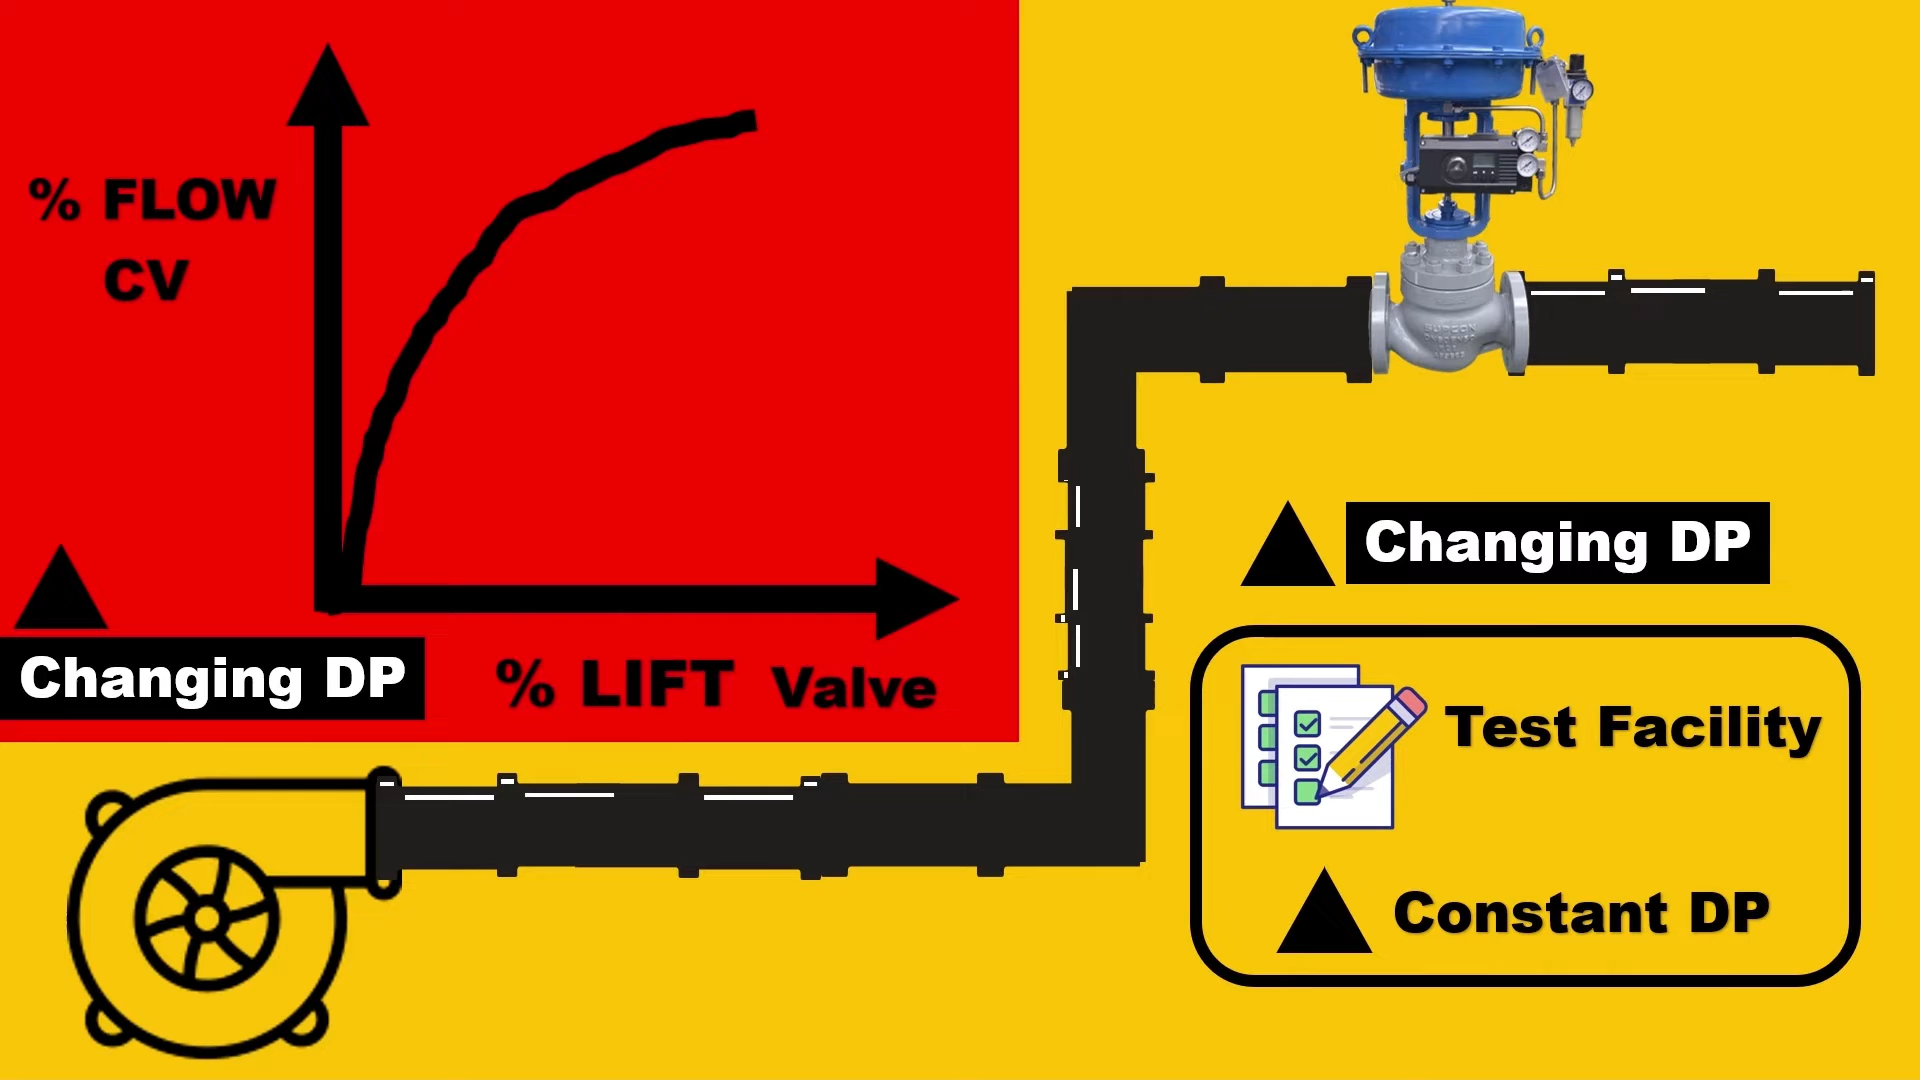 % FLOW
CV
Changing DP
% LIFT Valve
Changing DP
Test Facility
Constant DP